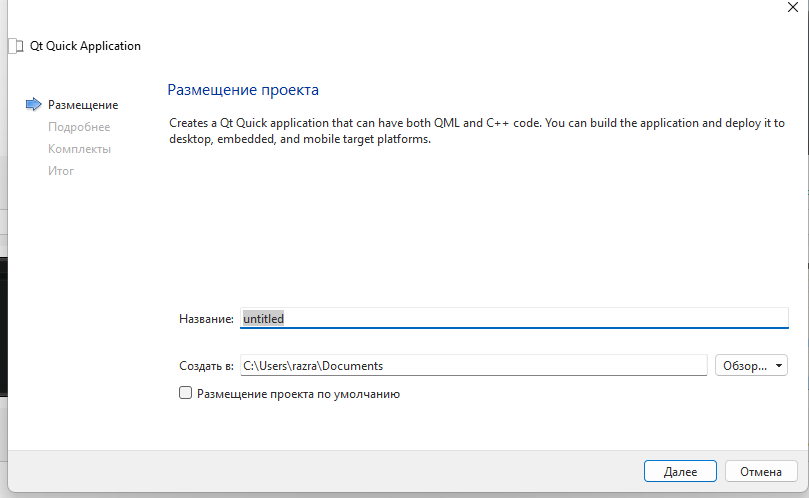 Qt Quick Application
Размещение
Подробнее
Комплекты
Итог
Размещение проекта
Creates a Qt Quick application that can have both QML and C++ code. You can build the application and deploy it to
desktop, embedded, and mobile target platforms.
Название: untitled
Создать в: C:\Users\razra\Documents Обзор...
Размещение проекта по умолчанию
Далее Отмена